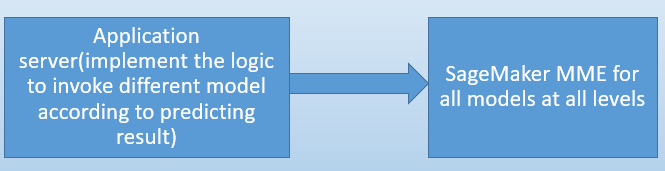 Application
server(implement the logic
to invoke different model
according to predicting
result)
SageMaker MME for
all models at all levels